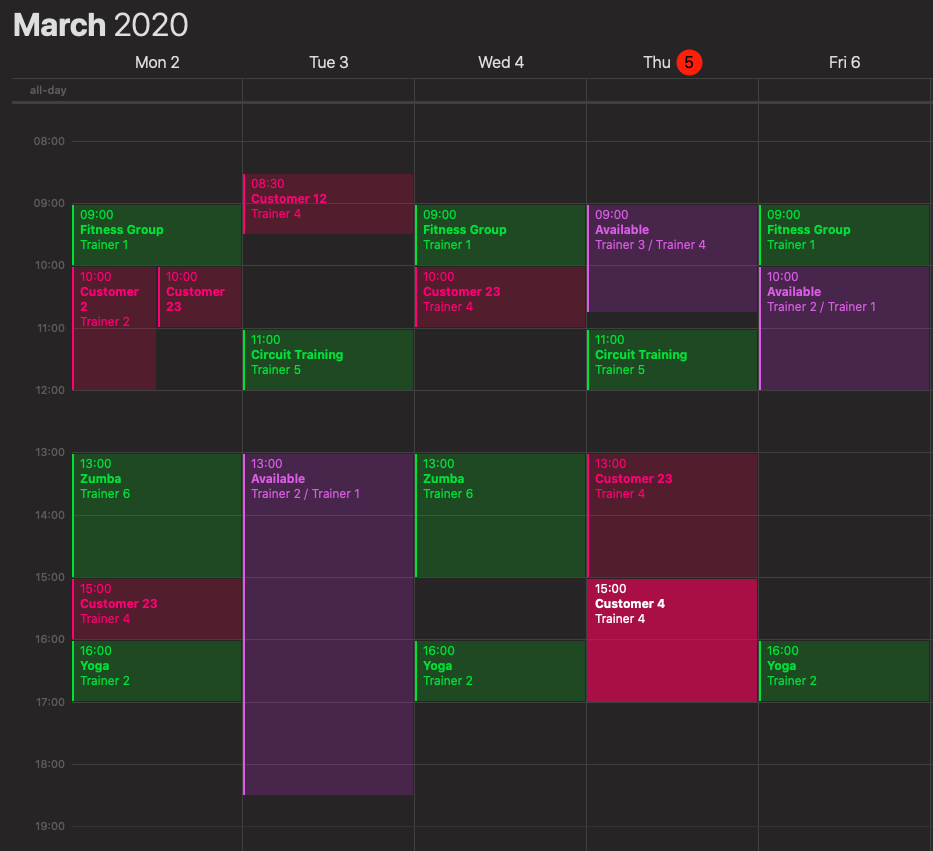 March 2020
Mon 2
Tue 3
Wed 4
Thu 5
Fri 6
all-day
08:00
09:00
10:00
11:00
12:00
13:00
14:00
15:00
16:00
17:00
18:00
19:00
09:00
Fitness Group
Trainer 1
10:00
Customer
2
Trainer 2
10:00
Customer
23
13:00
Zumba
Trainer 6
15:00
Customer 23
Trainer 4
16:00
Yoga
Trainer 2
08:30
Customer 12
Trainer 4
11:00
Circuit Training
Trainer 5
13:00
Available
Trainer 2 / Trainer 1
09:00
Fitness Group
Trainer 1
10:00
Customer 23
Trainer 4
13:00
Zumba
Trainer 6
16:00
Yoga
Trainer 2
09:00
Available
Trainer 3 / Trainer 4
11:00
Circuit Training
Trainer 5
13:00
Customer 23
Trainer 4
15:00
Customer 4
Trainer 4
09:00
Fitness Group
Trainer 1
10:00
Available
Trainer 2 / Trainer 1
16:00
Yoga
Trainer 2